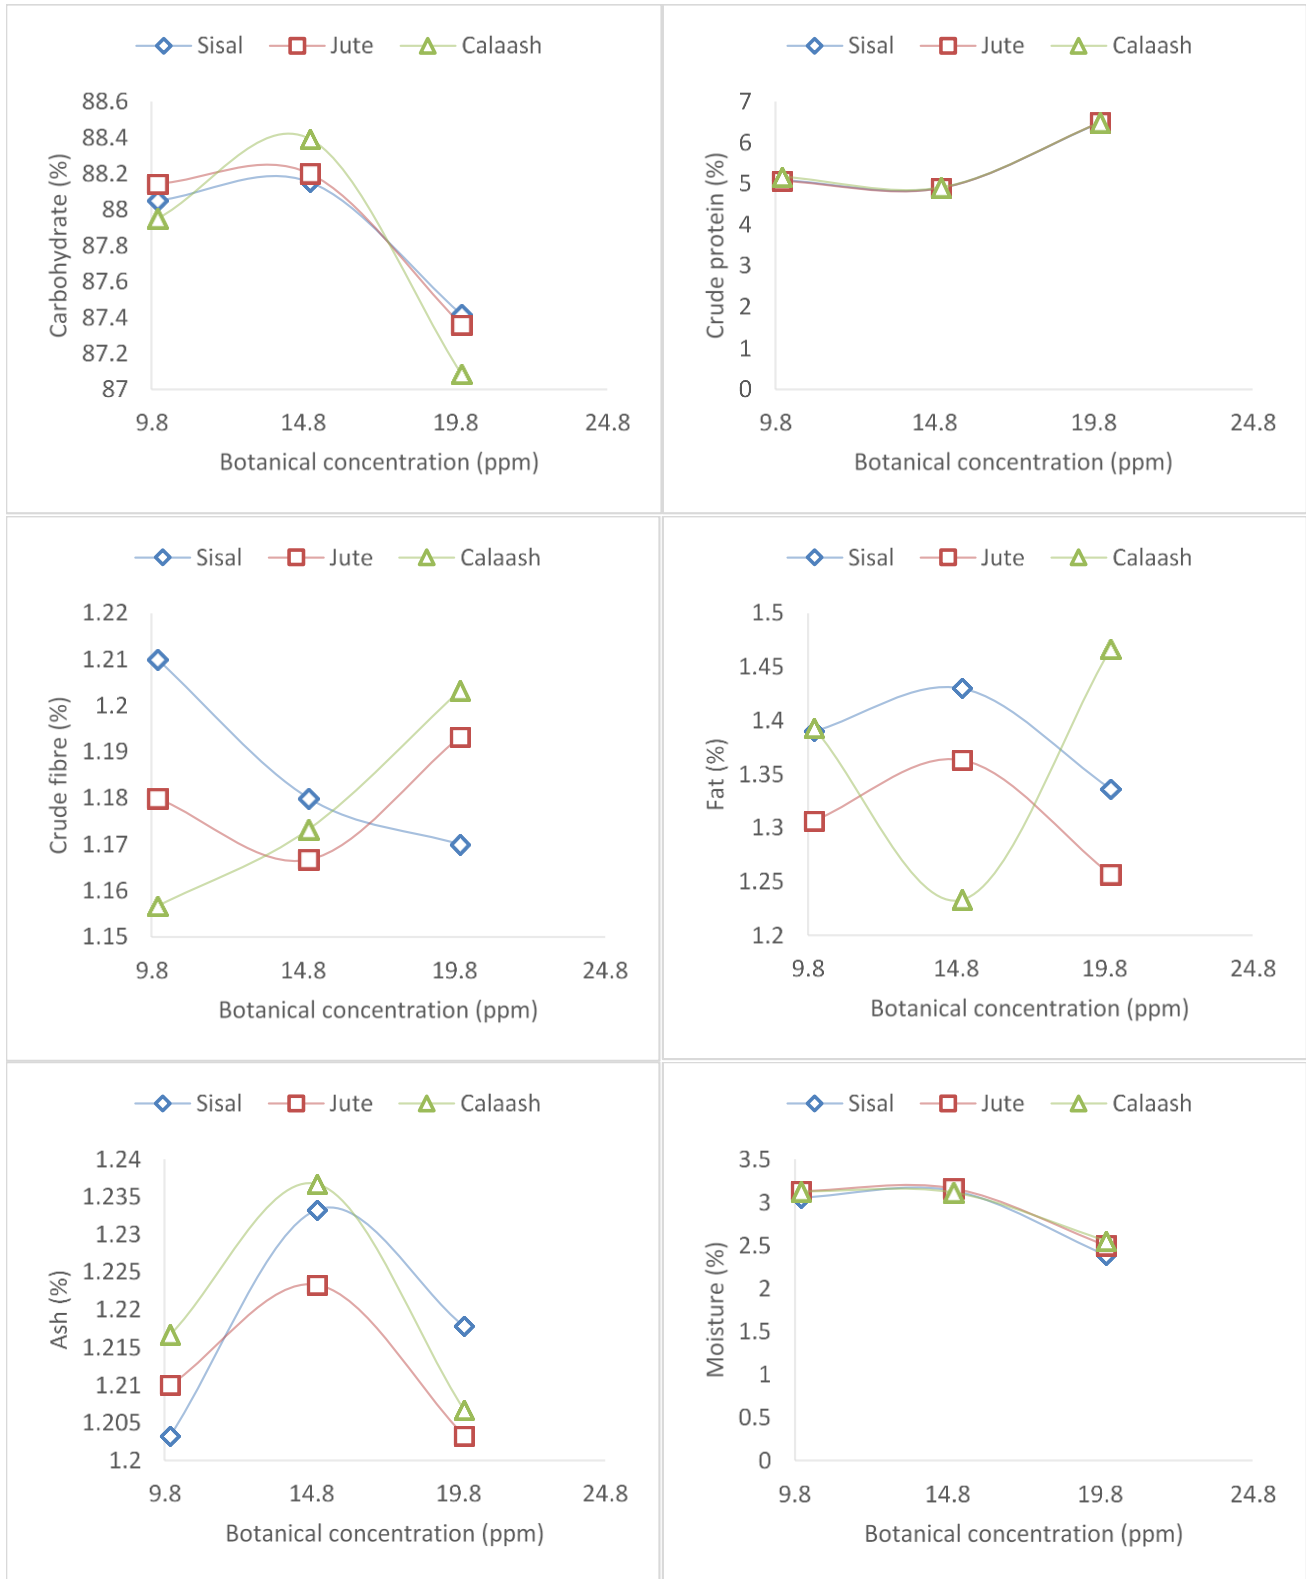 Sisal Jute Calaash
Carbohydrate (%)
88.6
88.4
88.2
88
87.8
87.6
87.4
87.2
87
9.8 14.8 19.8 24.8
Botanical concentration (ppm)
Sisal Jute Calaash
Crude protein (%)
7
6
5
4
3
2
1
0
9.8 14.8 19.8 24.8
Botanical concentration (ppm)
Sisal Jute Calaash
Crude fibre (%)
1.22
1.21
1.2
1.19
1.18
1.17
1.16
1.15
9.8 14.8 19.8 24.8
Botanical concentration (ppm)
Sisal Jute Calaash
Fat (%)
1.5
1.45
1.4
1.35
1.3
1.25
1.2
9.8 14.8 19.8 24.8
Botanical concentration (ppm)
Sisal Jute Calaash
Ash (%)
1.24
1.235
1.23
1.225
1.22
1.215
1.21
1.205
1.2
9.8 14.8 19.8 24.8
Botanical concentration (ppm)
Sisal Jute Calaash
Moisture (%)
3.5
3
2.5
2
1.5
1
0.5
0
9.8 14.8 19.8 24.8
Botanical concentration (ppm)